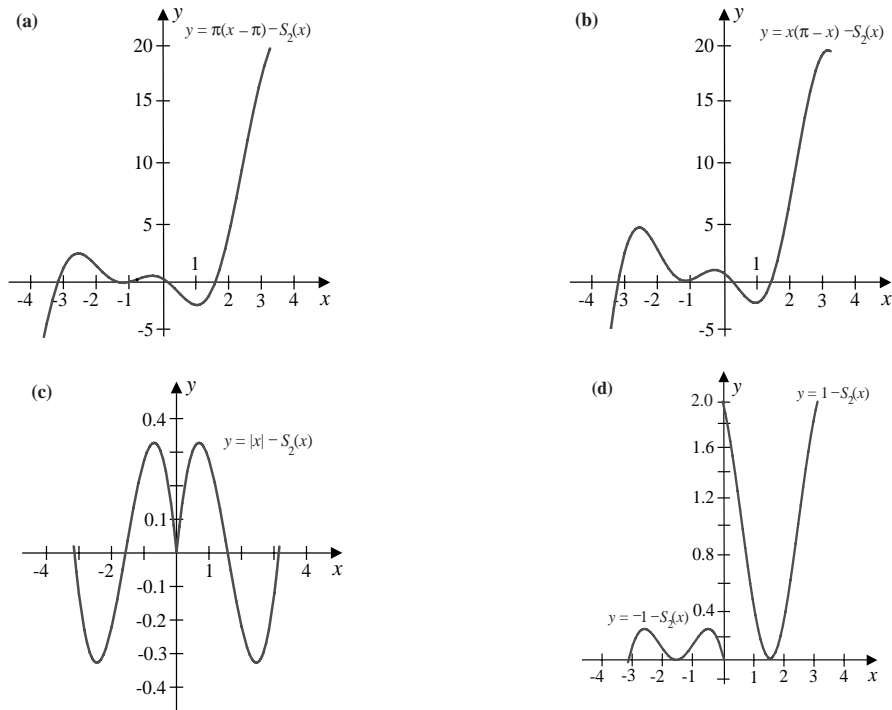 (a)
y
y = π(x – π) – S2(x)
20
15
10
5
1
-4 -3 -2 -1 2 3 4
x
-5
(b)
y
y = x(π – x) – S2(x)
20
15
10
5
1
-4 -3 -2 -1 2 3 4
x
-5
(c)
y
0.4
y = |x| – S2(x)
0.1
-4 -2 1 4
x
-0.1
-0.2
-0.3
-0.4
(d)
y
2.0
y = 1 – S2(x)
1.6
1.2
0.8
y = -1 – S2(x)
0.4
-4 -3 -2 -1 1 2 3 4
x